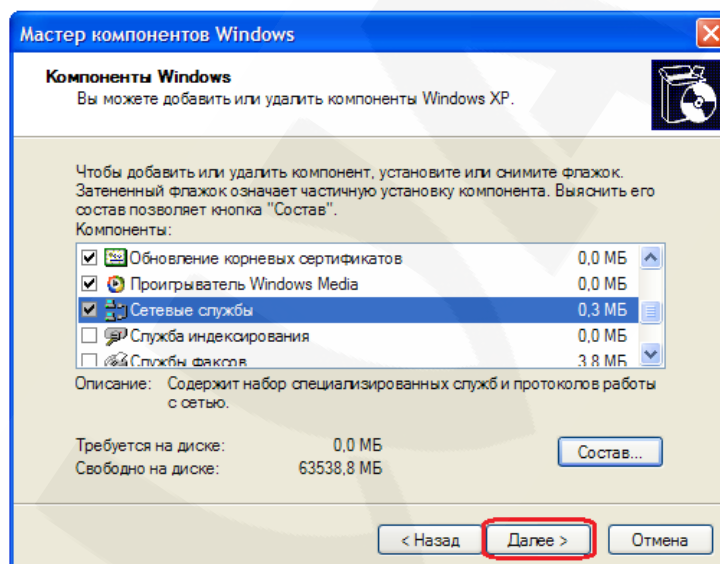 Мастер компонентов Windows
Компоненты Windows
Вы можете добавить или удалить компоненты Windows XP.
Чтобы добавить или удалить компонент, установите или снимите флажок.
Затененный флажок означает частичную установку компонента. Выяснить его
состав позволяет кнопка "Состав".
Компоненты:
Обновление корневых сертификатов 0,0 МБ
Проигрыватель Windows Media 0,0 МБ
Сетевые службы 0,3 МБ
Служба индексирования 0,0 МБ
Службы факсов 3,8 МБ
Описание: Содержит набор специализированных служб и протоколов работы
с сетью.
Требуется на диске: 0,0 МБ
Свободно на диске: 63538,8 МБ
Состав...
< Назад Далее > Отмена